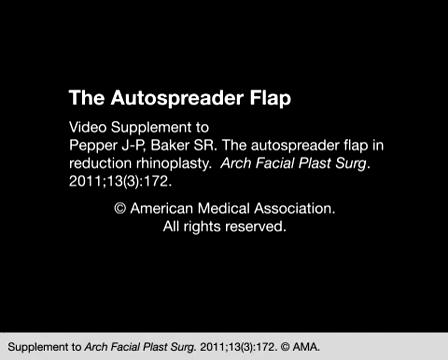 The Autospreader Flap
Video Supplement to
Pepper J-P, Baker SR. The autospreader flap in
reduction rhinoplasty. Arch Facial Plast Surg.
2011;13(3):172.
© American Medical Association.
All rights reserved.
Supplement to Arch Facial Plast Surg. 2011;13(3):172. © AMA.